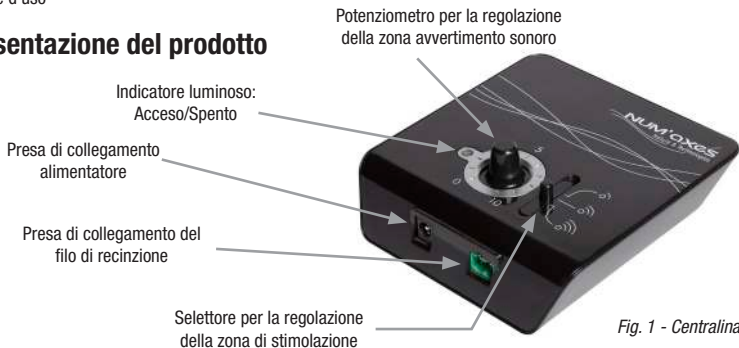 e d'uso
sentazione del prodotto
Potenziometro per la regolazione
della zona avvertimento sonoro
Indicatore luminoso:
Acceso/Spento
Presa di collegamento
alimentatore
Presa di collegamento del
filo di recinzione
Selettore per la regolazione
della zona di stimolazione
NUM'AXES
0
5
10
Fig. 1 - Centralina